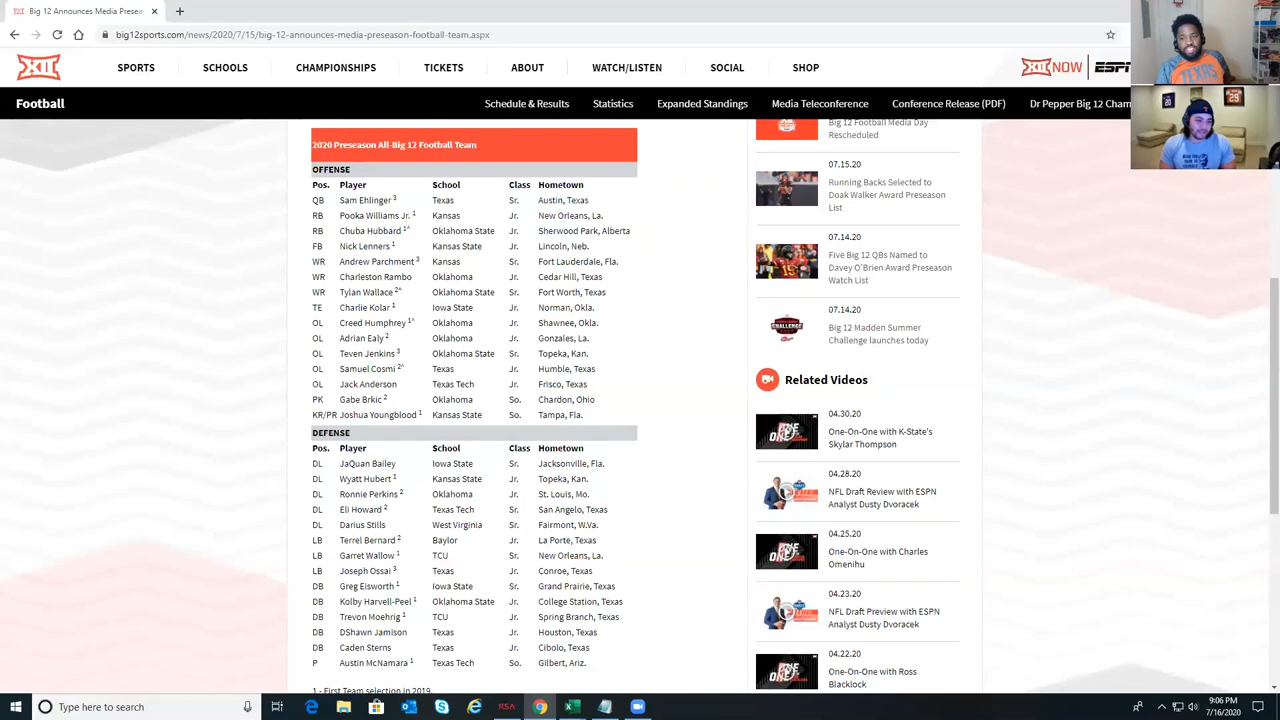 Big 12 Announces Media Preseas
big12sports.com/news/2020/7/15/big-12-announces-media-preseason-football-team.aspx
XII SPORTS SCHOOLS CHAMPIONSHIPS TICKETS ABOUT WATCH/LISTEN SOCIAL SHOP XII NOW ESP
Football Schedule & Results Statistics Expanded Standings Media Teleconference Conference Release (PDF) Dr Pepper Big 12 Cham
2020 Preseason All-Big 12 Football Team
OFFENSE
Pos. Player School Class Hometown
QB Sam Ehlinger 3 Texas Sr. Austin, Texas
RB Pooka Williams Jr. 1 Kansas Jr. New Orleans, La.
RB Chuba Hubbard 1^ Oklahoma State Jr. Sherwood Park, Alberta
FB Nick Lenners 1 Kansas State Jr. Lincoln, Neb.
WR Andrew Parchment 3 Kansas Sr. Fort Lauderdale, Fla.
WR Charleston Rambo Oklahoma Jr. Cedar Hill, Texas
WR Tylan Wallace 2^ Oklahoma State Sr. Fort Worth, Texas
TE Charlie Kolar 1 Iowa State Jr. Norman, Okla.
OL Creed Humphrey 1^ Oklahoma Jr. Shawnee, Okla.
OL Adrian Ealy 2 Oklahoma Jr. Gonzales, La.
OL Teven Jenkins 3 Oklahoma State Sr. Topeka, Kan.
OL Samuel Cosmi 2^ Texas Jr. Humble, Texas
OL Jack Anderson Texas Tech Jr. Frisco, Texas
PK Gabe Brkic 2 Oklahoma So. Chardon, Ohio
KR/PR Joshua Youngblood 1 Kansas State So. Tampa, Fla.
DEFENSE
Pos. Player School Class Hometown
DL JaQuan Bailey Iowa State Sr. Jacksonville, Fla.
DL Wyatt Hubert 1 Kansas State Jr. Topeka, Kan.
DL Ronnie Perkins 2 Oklahoma Jr. St. Louis, Mo.
DL Eli Howard 2 Texas Tech Sr. San Angelo, Texas
DL Darius Stills West Virginia Sr. Fairmont, W.Va.
LB Terrel Bernard 2 Baylor Jr. La Porte, Texas
LB Garret Wallow 1 TCU Sr. New Orleans, La.
LB Joseph Ossai 3 Texas Jr. Conroe, Texas
DB Greg Eisworth 1 Iowa State Sr. Grand Prairie, Texas
DB Kolby Harvell-Peel 1 Oklahoma State Jr. College Station, Texas
DB Trevon Moehrig 1 TCU Jr. Spring Branch, Texas
DB DShawn Jamison Texas Jr. Houston, Texas
DB Caden Sterns Texas Jr. Cibolo, Texas
P Austin McNamara 1 Texas Tech So. Gilbert, Ariz.
1 - First Team selection in 2019.
Big 12 Football Media Day
Rescheduled
07.15.20
Running Backs Selected to
Doak Walker Award Preseason
List
07.14.20
Five Big 12 QBs Named to
Davey O'Brien Award Preseason
Watch List
07.14.20
Big 12 Madden Summer
Challenge launches today
Related Videos
04.30.20
One-On-One with K-State's
Skylar Thompson
04.28.20
NFL Draft Review with ESPN
Analyst Dusty Dvoracek
04.25.20
One-On-One with Charles
Omenihu
04.23.20
NFL Draft Preview with ESPN
Analyst Dusty Dvoracek
04.22.20
One-On-One with Ross
Blacklock
TEXAS
20
29
Type here to search
RSA
9:06 PM
7/16/2020